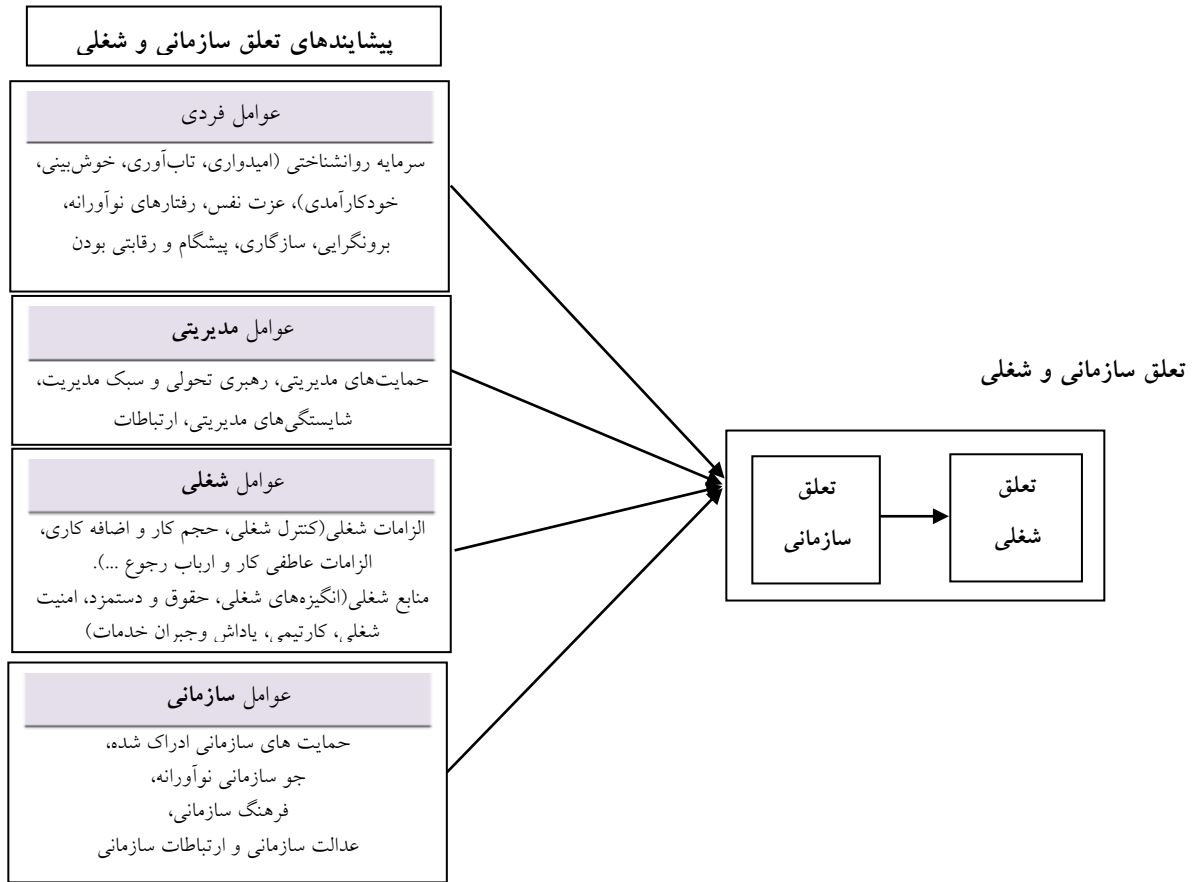 پیشایندهای تعلق سازمانی و شغلی
عوامل فردی
سرمایه روانشناختی (امیدواری، تاب‌آوری، خوش‌بینی،
خودکارآمدی)، عزت نفس، رفتارهای نوآورانه،
برونگرایی، سازگاری، پیشگام و رقابتی بودن
عوامل مدیریتی
حمایت‌های مدیریتی، رهبری تحولی و سبک مدیریت،
شایستگی‌های مدیریتی، ارتباطات
عوامل شغلی
الزامات شغلی(کنترل شغلی، حجم کار و اضافه کاری،
الزامات عاطفی کار و ارباب رجوع ...).
منابع شغلی(انگیزه‌های شغلی، حقوق و دستمزد، امنیت
شغلی، کارتیمی، پاداش وجبران خدمات)
عوامل سازمانی
حمایت های سازمانی ادراک شده،
جو سازمانی نوآورانه،
فرهنگ سازمانی،
عدالت سازمانی و ارتباطات سازمانی
تعلق سازمانی و شغلی
تعلق
سازمانی
تعلق
شغلی